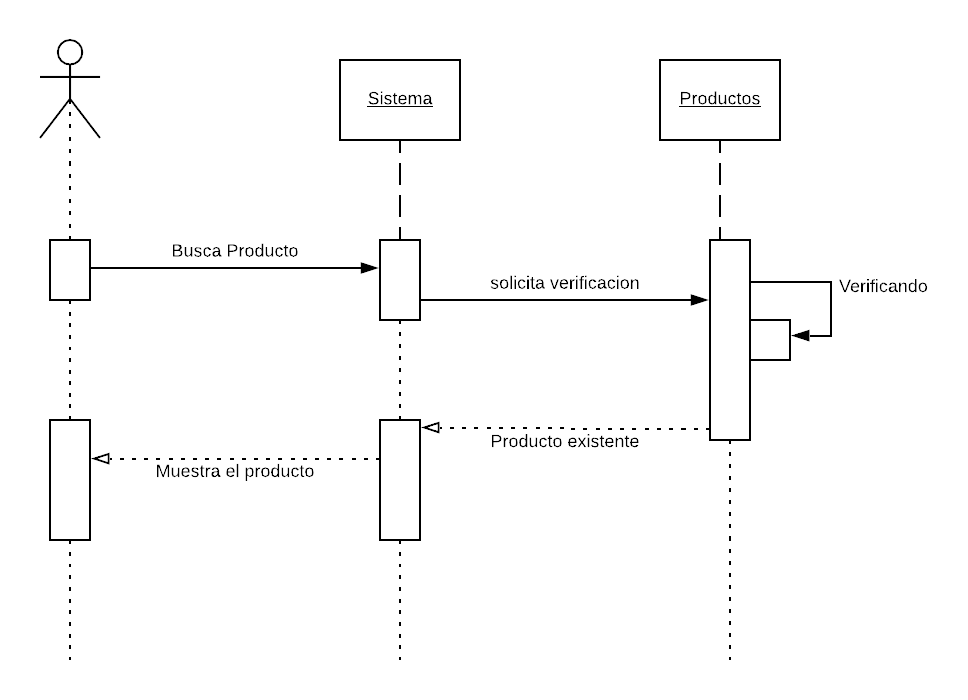 Sistema
Productos
Busca Producto
solicita verificacion
Verificando
Producto existente
Muestra el producto